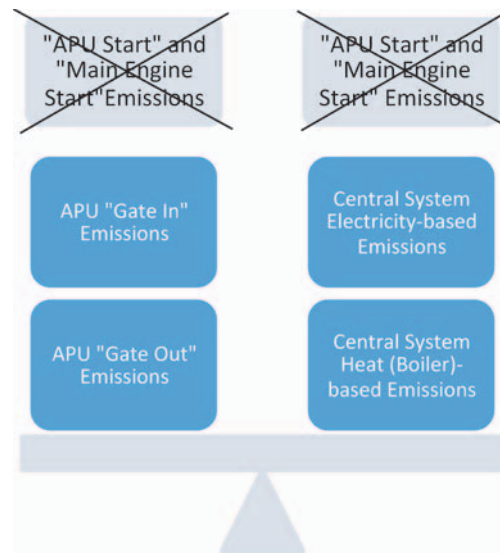 "APU Start" and
"Main Engine
Start"Emissions
"APU Start" and
"Main Engine
Start" Emissions
APU "Gate In"
Emissions
Central System
Electricity-based
Emissions
APU "Gate Out"
Emissions
Central System
Heat (Boiler)-
based Emissions